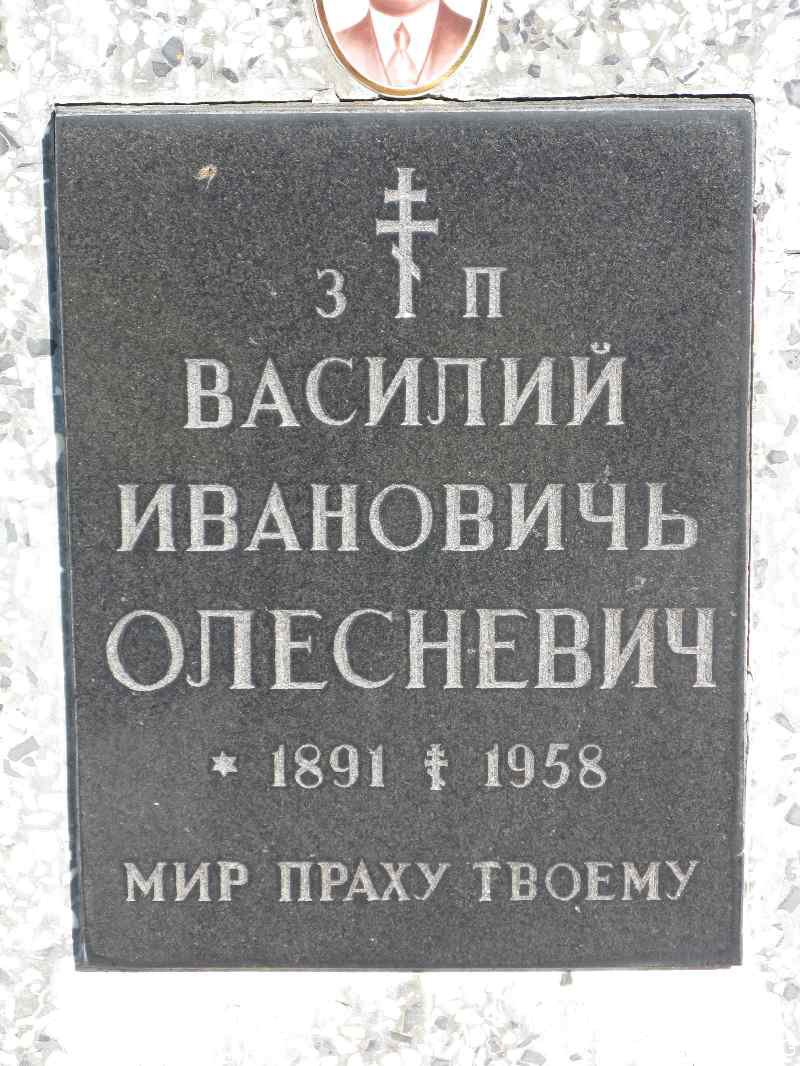 З П
ВАСИЛИЙ
ИВАНОВИЧЬ
ОЛЕСНЕВИЧ
* 1891 ☦ 1958
МИР ПРАХУ ТВОЕМУ